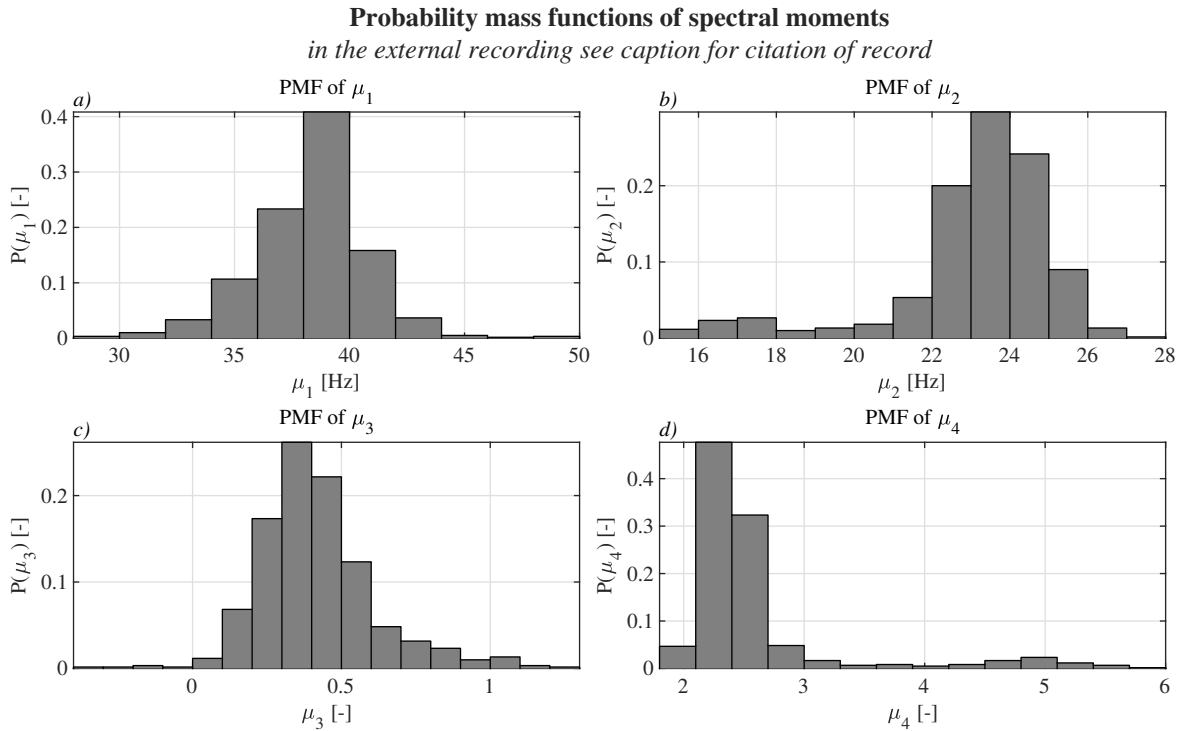 Probability mass functions of spectral moments
in the external recording see caption for citation of record
a)
PMF of μ1
P(μ1) [-]
0.4
0.3
0.2
0.1
0
30 35 40 45 50
μ1 [Hz]
b)
PMF of μ2
P(μ2) [-]
0.2
0.1
0
16 18 20 22 24 26 28
μ2 [Hz]
c)
PMF of μ3
P(μ3) [-]
0.2
0.1
0
0 0.5 1
μ3 [-]
d)
PMF of μ4
P(μ4) [-]
0.4
0.3
0.2
0.1
0
2 3 4 5 6
μ4 [-]